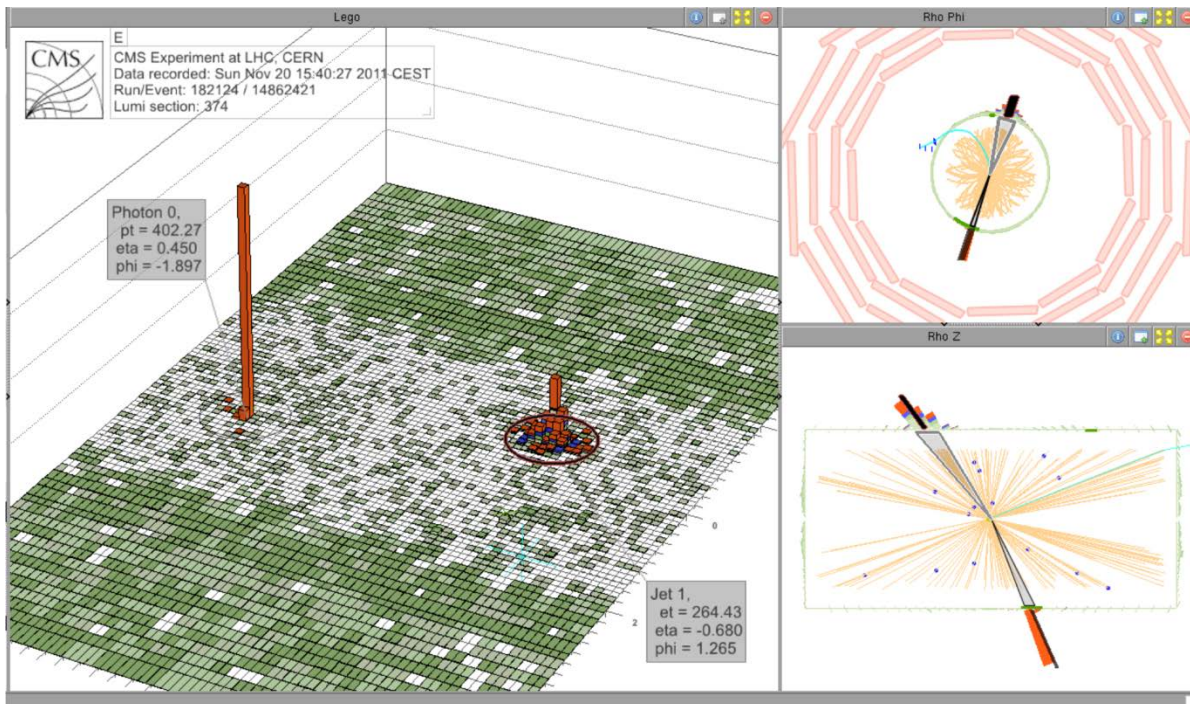 Lego
CMS
E
CMS Experiment at LHC, CERN
Data recorded: Sun Nov 20 15:40:27 2011 CEST
Run/Event: 182124 / 14862421
Lumi section: 374
Photon 0,
pt = 402.27
eta = 0.450
phi = -1.897
0
2
Jet 1,
et = 264.43
eta = -0.680
phi = 1.265
Rho Phi
Rho Z